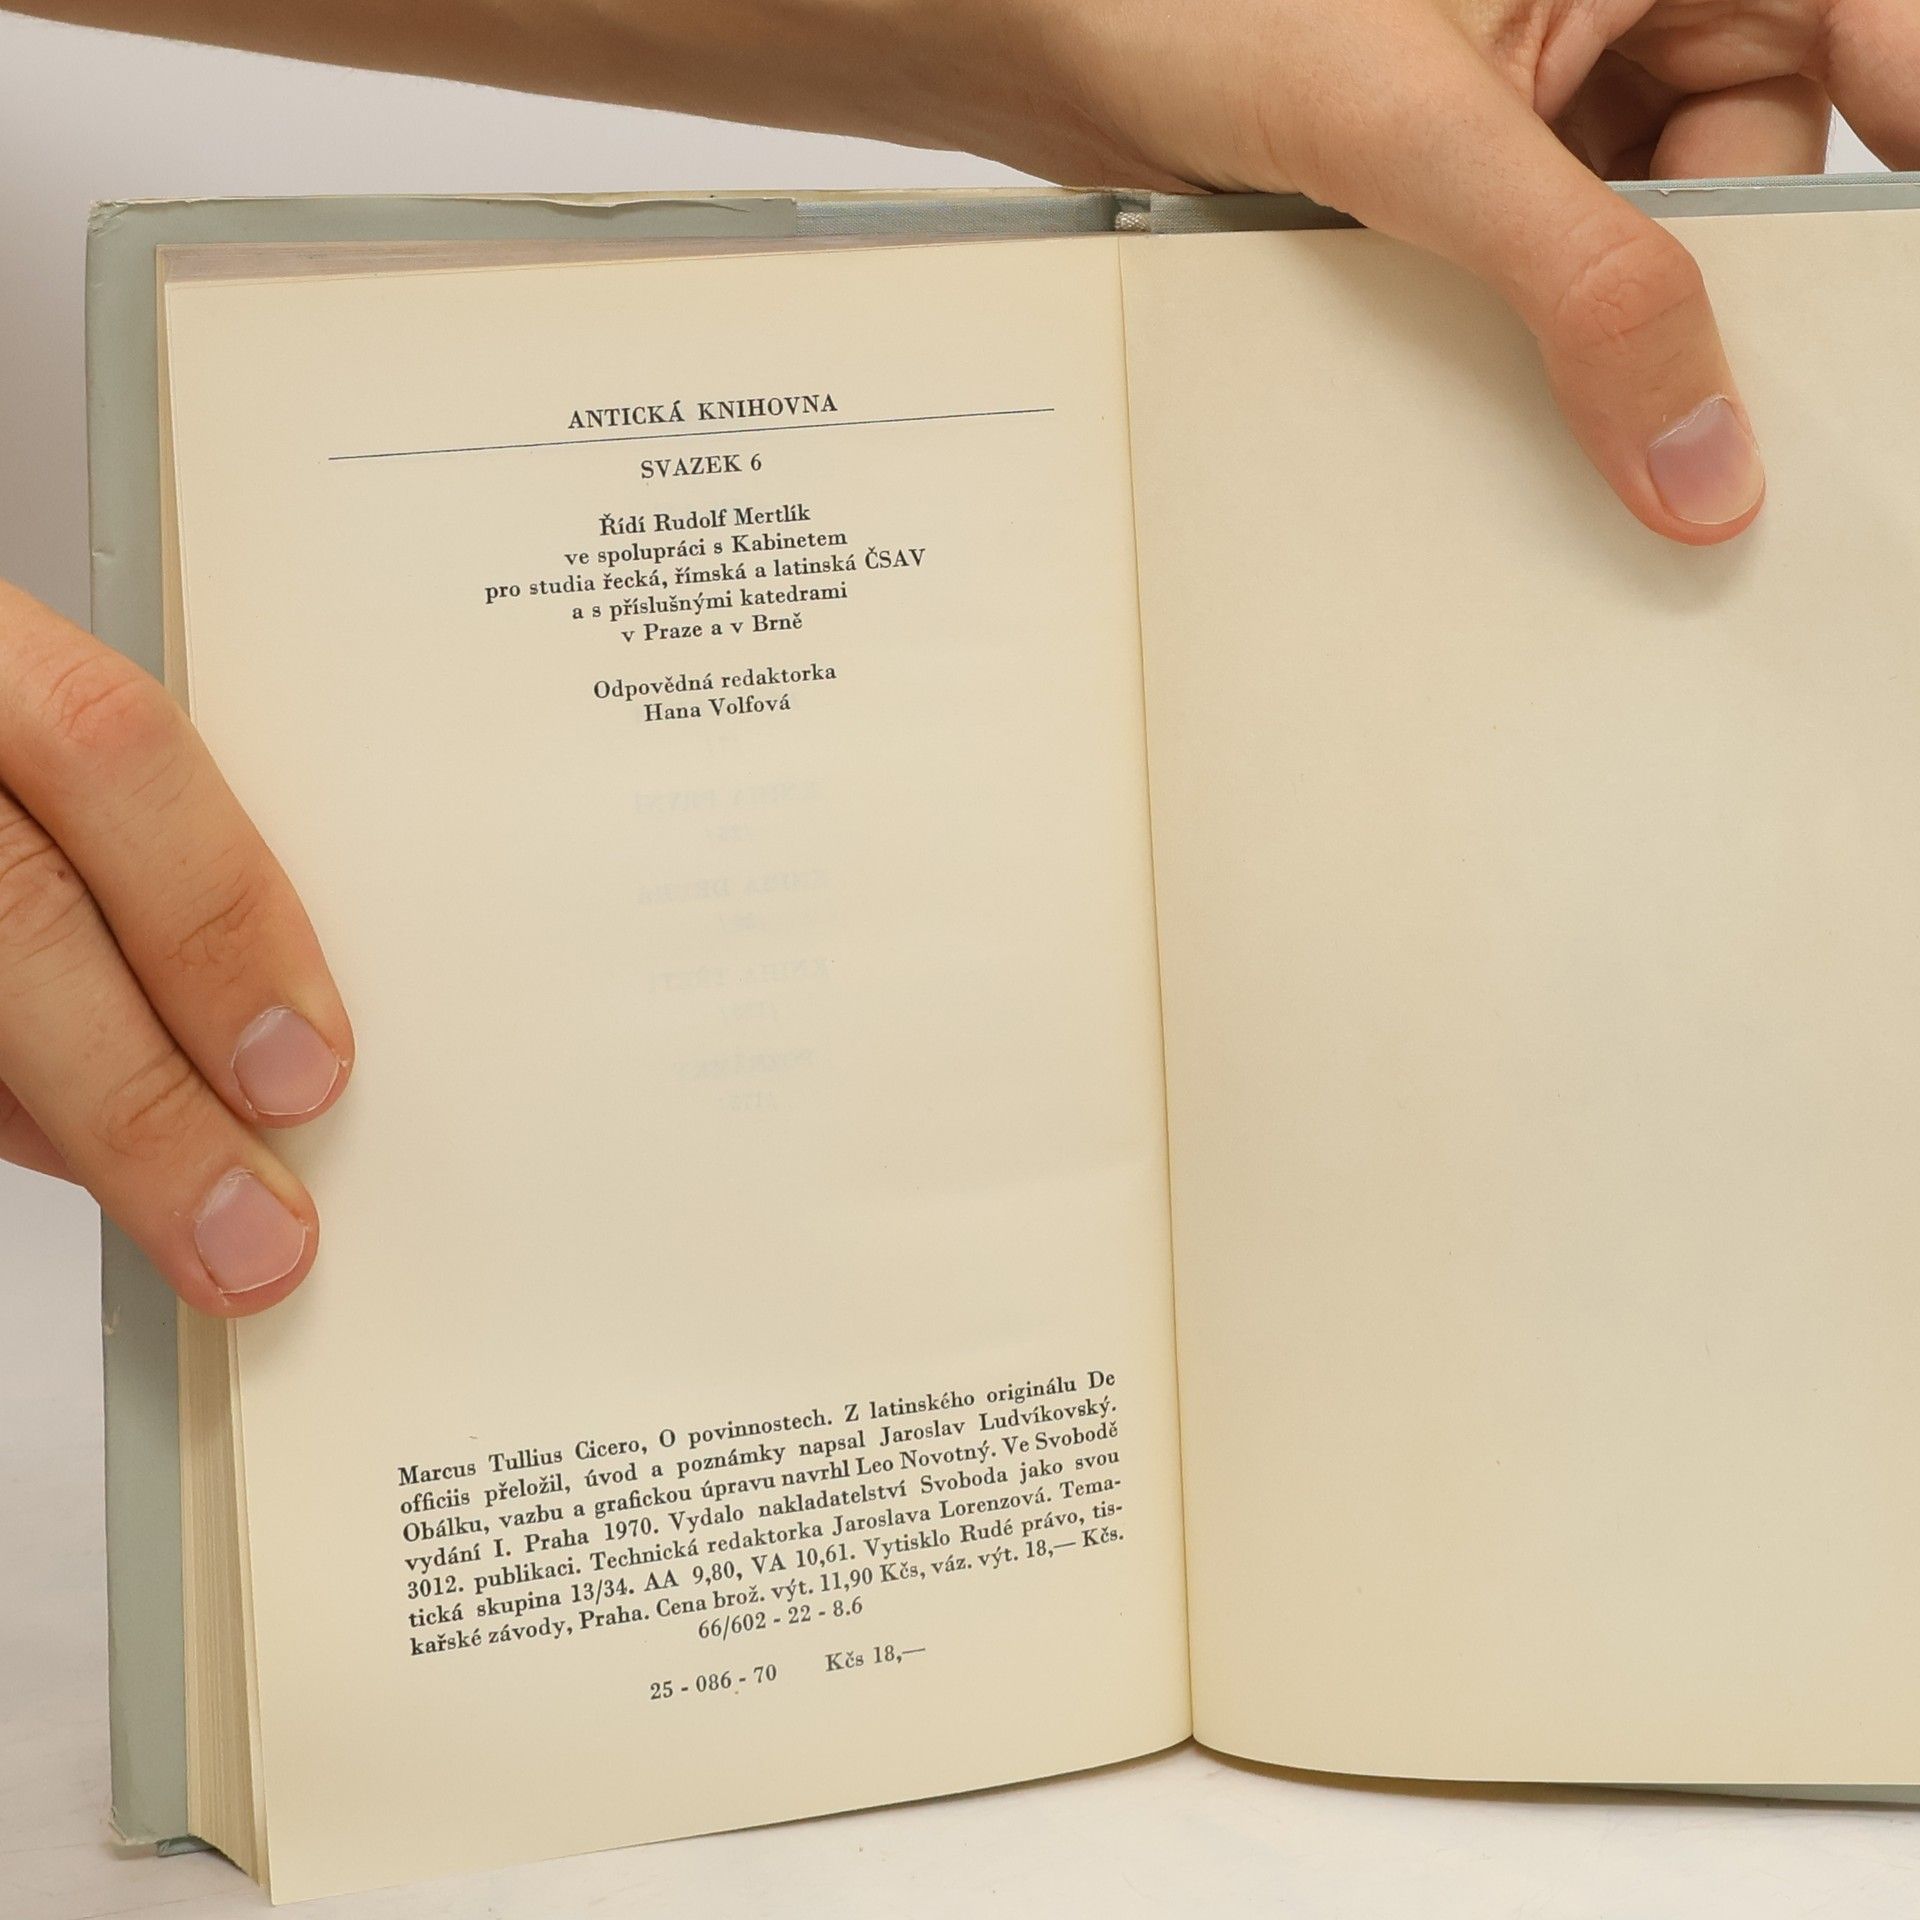 ANTICKÁ KNIHOVNA
SVAZEK 6
Řídí Rudolf Mertlík
ve spolupráci s Kabinetem
pro studia řecká, římská a latinská ČSAV
a s příslušnými katedrami
v Praze a v Brně
Odpovědná redaktorka
Hana Volfová
Marcus Tullius Cicero, O povinnostech. Z latinského originálu De
officiis přeložil, úvod a poznámky napsal Jaroslav Ludvíkovský.
Obálku, vazbu a grafickou úpravu navrhl Leo Novotný. Ve Svobodě
vydání I. Praha 1970. Vydalo nakladatelství Svoboda jako svou
3012. publikaci. Technická redaktorka Jaroslava Lorenzová. Tema-
tická skupina 13/34. AA 9,80, VA 10,61. Vytisklo Rudé právo, tis-
kařské závody, Praha. Cena brož. výt. 11,90 Kčs, váz. výt. 18,— Kčs.
66/602 - 22 - 8.6
25 - 086 - 70 Kčs 18,—